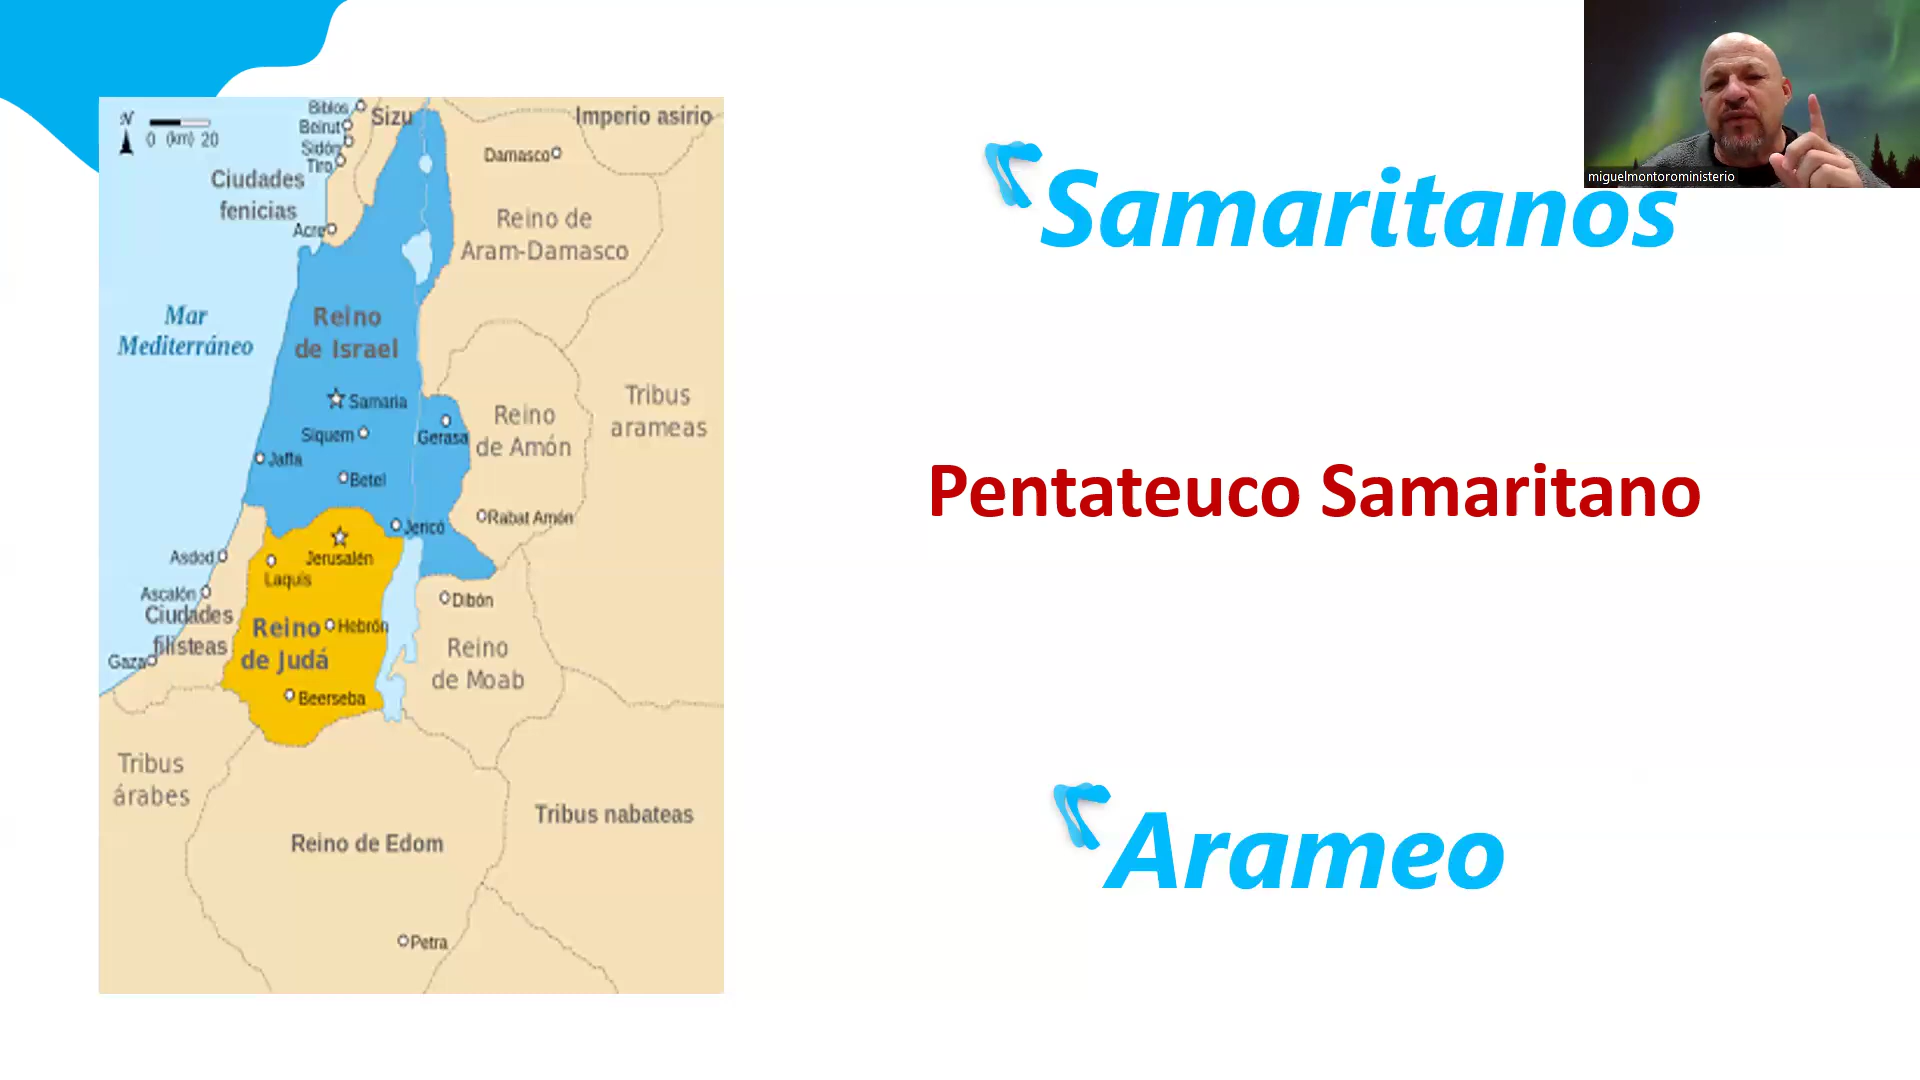 N
0 (km) 20
Biblos
Beirut
Sidón
Tiro
Sizu
Imperio asirio
Damasco
Ciudades
fenicias
Acre
Reino de
Aram-Damasco
Mar
Mediterráneo
Reino
de Israel
Samaria
Siquem
Gerasa
Jaffa
Betel
Reino
de Amón
Tribus
arameas
Rabat Amón
Jericó
Jerusalén
Asdod
Laquis
Ascalón
Ciudades
filisteas
Gaza
Reino
de Judá
Hebrón
Dibón
Reino
de Moab
Beerseba
Tribus
árabes
Reino de Edom
Tribus nabateas
Petra
Samaritanos
Pentateuco Samaritano
Arameo
miguelmontoroministerio